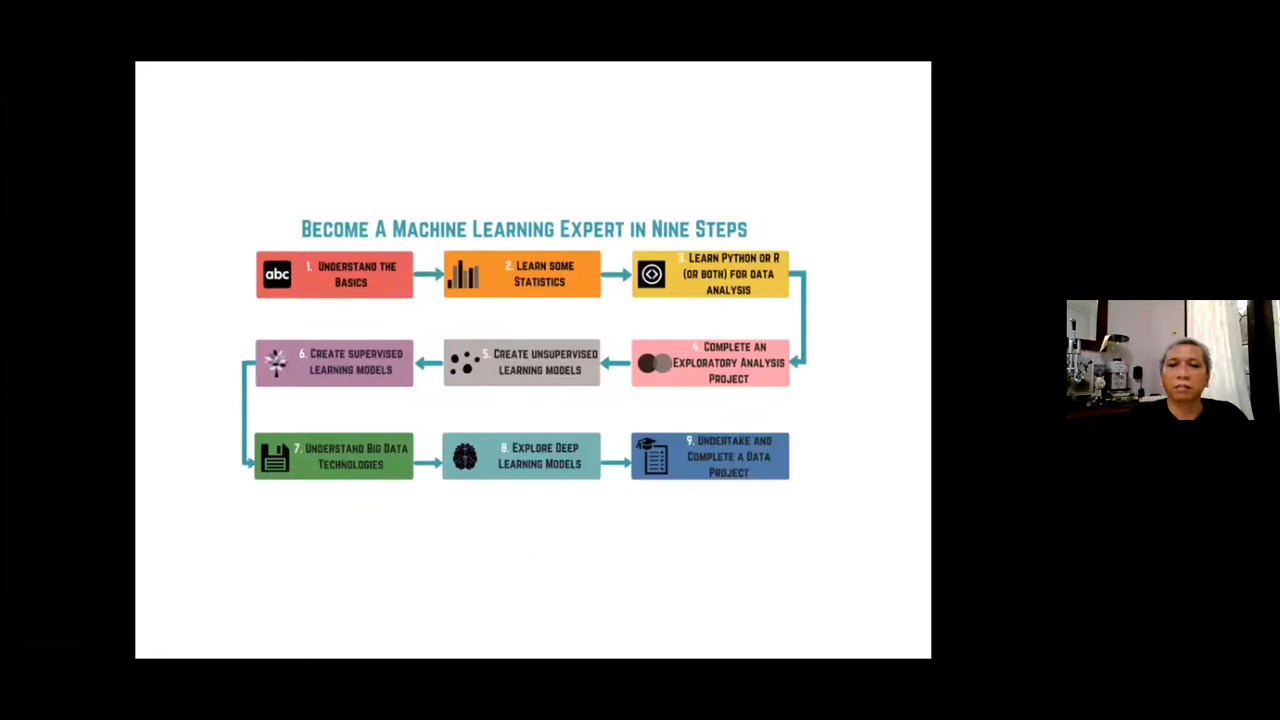 BECOME A MACHINE LEARNING EXPERT IN NINE STEPS
abc
1. UNDERSTAND THE
BASICS
2. LEARN SOME
STATISTICS
3. LEARN PYTHON OR R
(OR BOTH) FOR DATA
ANALYSIS
4. COMPLETE AN
EXPLORATORY ANALYSIS
PROJECT
5. CREATE UNSUPERVISED
LEARNING MODELS
6. CREATE SUPERVISED
LEARNING MODELS
7. UNDERSTAND BIG DATA
TECHNOLOGIES
8. EXPLORE DEEP
LEARNING MODELS
9. UNDERTAKE AND
COMPLETE A DATA
PROJECT